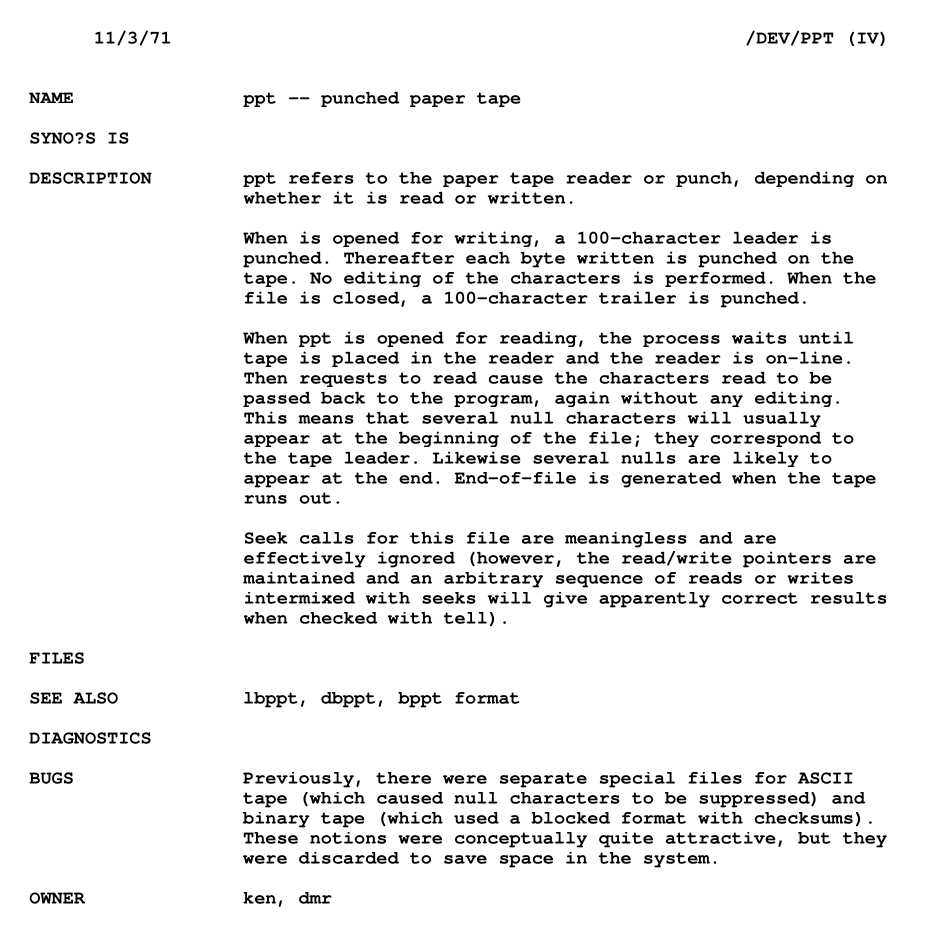 11/3/71 /DEV/PPT (IV)
NAME ppt -- punched paper tape
SYNO?S IS
DESCRIPTION ppt refers to the paper tape reader or punch, depending on
whether it is read or written.
When is opened for writing, a 100-character leader is
punched. Thereafter each byte written is punched on the
tape. No editing of the characters is performed. When the
file is closed, a 100-character trailer is punched.
When ppt is opened for reading, the process waits until
tape is placed in the reader and the reader is on-line.
Then requests to read cause the characters read to be
passed back to the program, again without any editing.
This means that several null characters will usually
appear at the beginning of the file; they correspond to
the tape leader. Likewise several nulls are likely to
appear at the end. End-of-file is generated when the tape
runs out.
Seek calls for this file are meaningless and are
effectively ignored (however, the read/write pointers are
maintained and an arbitrary sequence of reads or writes
intermixed with seeks will give apparently correct results
when checked with tell).
FILES
SEE ALSO lbppt, dbppt, bppt format
DIAGNOSTICS
BUGS Previously, there were separate special files for ASCII
tape (which caused null characters to be suppressed) and
binary tape (which used a blocked format with checksums).
These notions were conceptually quite attractive, but they
were discarded to save space in the system.
OWNER ken, dmr